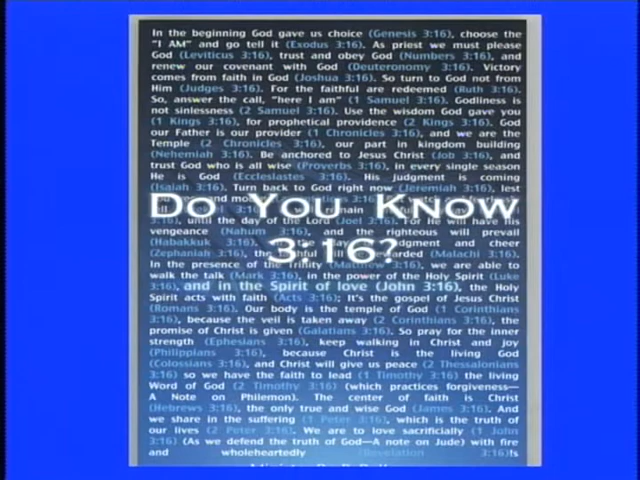 In the beginning God gave us choice (Genesis 3:16), choose the
"I AM" and go tell it (Exodus 3:16). As priest we must please
God (Leviticus 3:16), trust and obey God (Numbers 3:16), and
renew our covenant with God (Deuteronomy 3:16). Victory
comes from faith in God (Joshua 3:16). So turn to God not from
Him (Judges 3:16). For the faithful are redeemed (Ruth 3:16).
So, answer the call, "here I am" (1 Samuel 3:16). Godliness is
not sinlessness (2 Samuel 3:16). Use the wisdom God gave you
(1 Kings 3:16), for prophetical providence (2 Kings 3:16). God
our Father is our provider (1 Chronicles 3:16), and we are the
Temple (2 Chronicles 3:16), our part in kingdom building
(Nehemiah 3:16). Be anchored to Jesus Christ (Job 3:16), and
trust God who is all wise (Proverbs 3:16), in every single season
He is God (Ecclesiastes 3:16). His judgment is coming
(Isaiah 3:16). Turn back to God right now (Jeremiah 3:16), lest
Do You Know
3:16), until the day of the Lord (Joel 3:16). For He will have his
vengeance (Nahum 3:16), and the righteous will prevail
(Habakkuk 3:16), judgment and cheer
3:16?
(Zephaniah 3:16), the (Malachi 3:16).
In the presence of the Trinity (Matthew 3:16), we are able to
walk the talk (Mark 3:16), in the power of the Holy Spirit (Luke
3:16), and in the Spirit of love (John 3:16), the Holy
Spirit acts with faith (Acts 3:16); It's the gospel of Jesus Christ
(Romans 3:16). Our body is the temple of God (1 Corinthians
3:16), because the veil is taken away (2 Corinthians 3:16), the
promise of Christ is given (Galatians 3:16). So pray for the inner
strength (Ephesians 3:16), keep walking in Christ and joy
(Philippians 3:16), because Christ is the living God
(Colossians 3:16), and Christ will give us peace (2 Thessalonians
3:16) so we have the faith to lead (1 Timothy 3:16) the living
Word of God (2 Timothy 3:16) (which practices forgiveness—
A Note on Philemon). The center of faith is Christ
(Hebrews 3:16), the only true and wise God (James 3:16). And
we share in the suffering (1 Peter 3:16), which is the truth of
our lives (2 Peter 3:16). We are to love sacrificially (1 John
3:16) (As we defend the truth of God—A note on Jude) with fire
and wholeheartedly (Revelation 3:16)